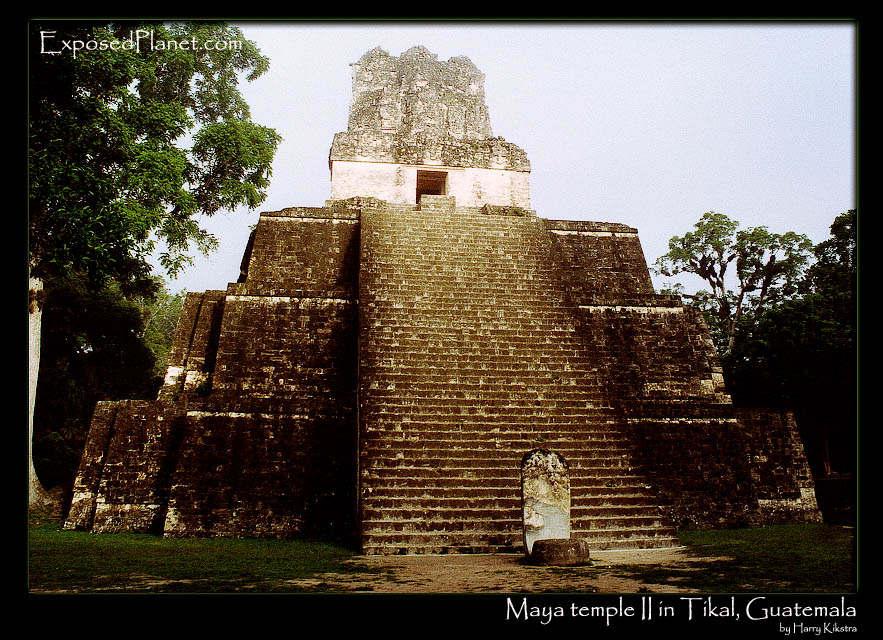 ExposedPlanet.com
Maya temple II in Tikal, Guatemala
by Harry Kikstra